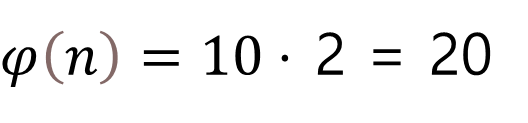 φ(n) = 10 · 2 = 20